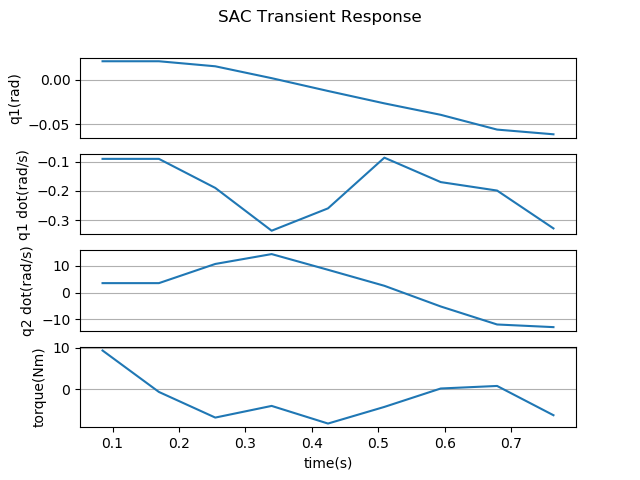 SAC Transient Response
q1(rad)
0.00
−0.05
q1 dot(rad/s)
−0.1
−0.2
−0.3
q2 dot(rad/s)
10
0
−10
torque(Nm)
10
0
0.1 0.2 0.3 0.4 0.5 0.6 0.7
time(s)